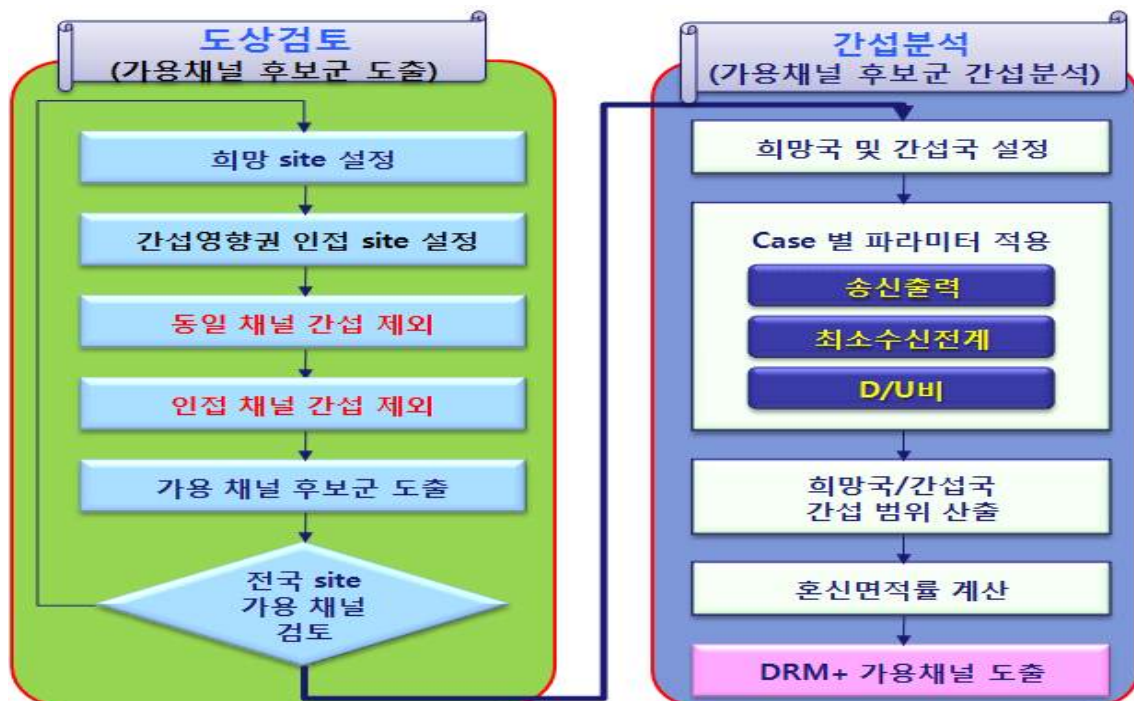 도상검토
(가용채널 후보군 도출)
희망 site 설정
간섭영향권 인접 site 설정
동일 채널 간섭 제외
인접 채널 간섭 제외
가용 채널 후보군 도출
전국 site
가용 채널
검토
간섭분석
(가용채널 후보군 간섭분석)
희망국 및 간섭국 설정
Case 별 파라미터 적용
송신출력
최소수신전계
D/U비
희망국/간섭국
간섭 범위 산출
혼신면적률 계산
DRM+ 가용채널 도출